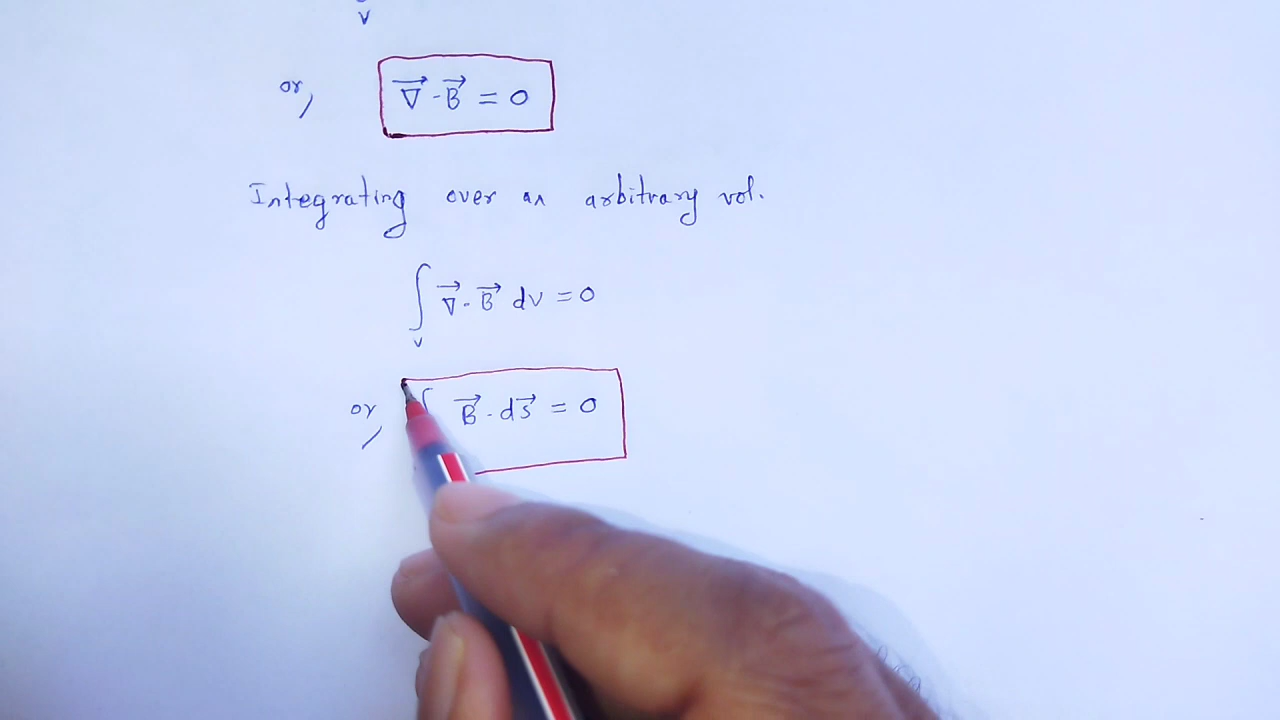 v
or, ∇⃗ · B⃗ = 0
Integrating over an arbitrary vol.
∫ ∇⃗ · B⃗ dv = 0
v
or, ∫ B⃗ · dS⃗ = 0